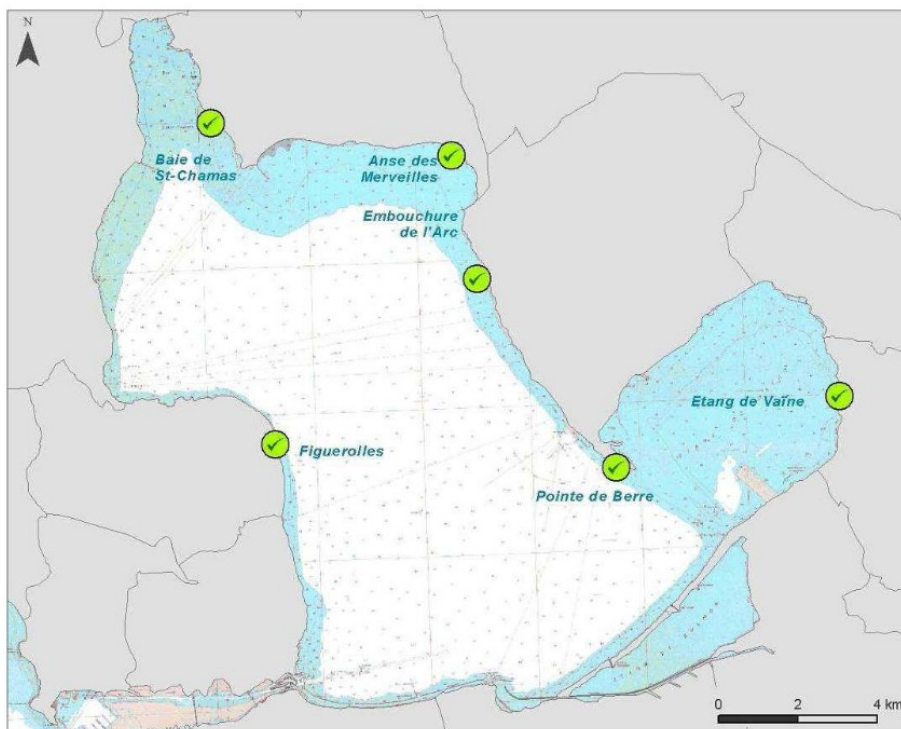 N
Baie de
St-Chamas
Anse des
Merveilles
Embouchure
de l'Arc
Etang de Vaïne
Figuerolles
Pointe de Berre
0 2 4 km